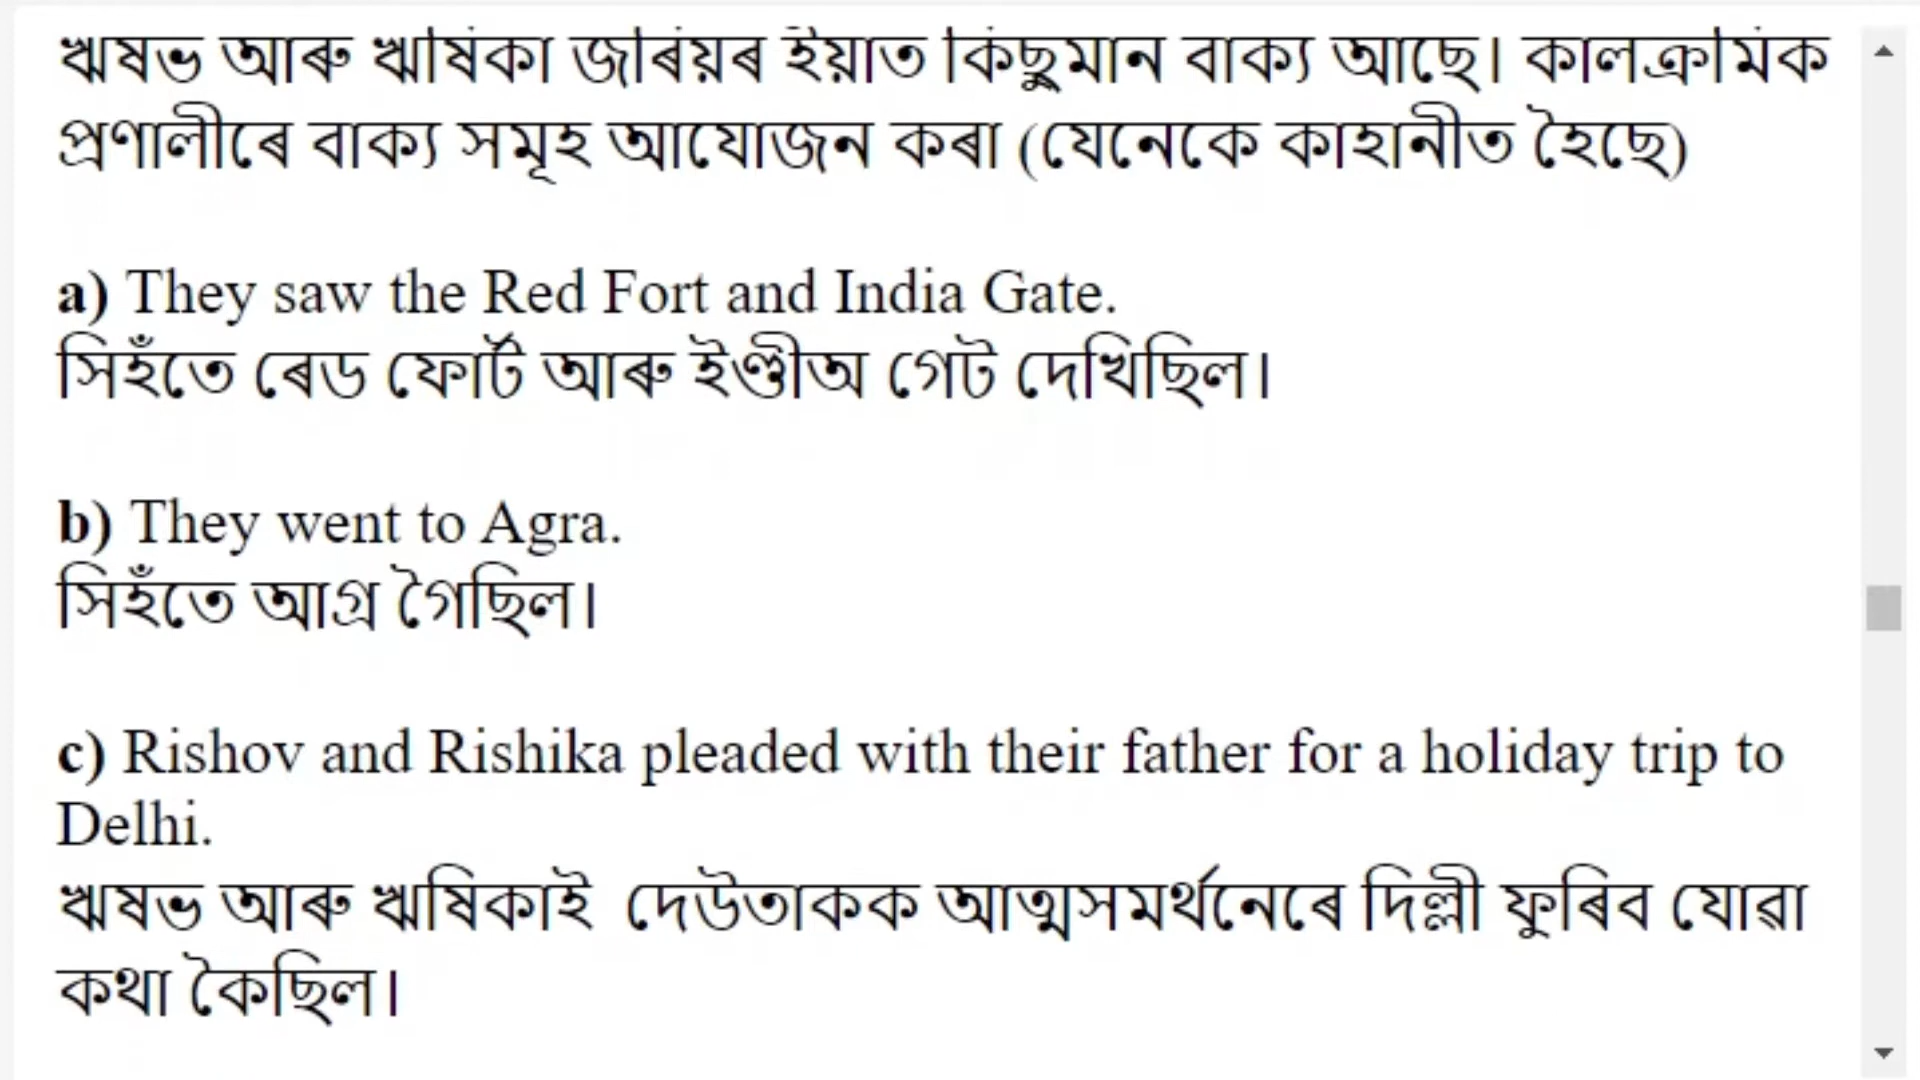 ঋষভ আৰু ঋষিকা জাৰ্নিয়ৰ ইয়াত কিছুমান বাক্য আছে। কালক্ৰমিক
প্ৰণালীৰে বাক্য সমূহ আযোজন কৰা (যেনেকে কাহানীত হৈছে)
a) They saw the Red Fort and India Gate.
সিহঁতে ৰেড ফোৰ্ট আৰু ইণ্ডীঅ গেট দেখিছিল।
b) They went to Agra.
সিহঁতে আগ্ৰ গৈছিল।
c) Rishov and Rishika pleaded with their father for a holiday trip to
Delhi.
ঋষভ আৰু ঋষিকাই দেউতাকক আত্মসমৰ্থনেৰে দিল্লী ফুৰিব যোৱা
কথা কৈছিল।